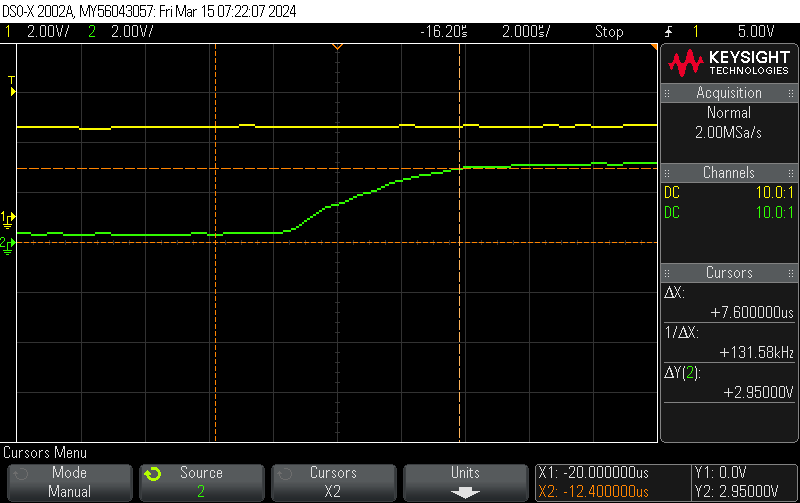 DSO-X 2002A, MY56043057: Fri Mar 15 07:22:07 2024
1 2.00V/ 2 2.00V/ -16.20s 2.000s/ Stop 1 5.00V
KEYSIGHT
TECHNOLOGIES
Acquisition
Normal
2.00MSa/s
Channels
DC 10.0:1
DC 10.0:1
Cursors
ΔX:
+7.600000us
1/ΔX:
+131.58kHz
ΔY(2):
+2.95000V
T
1
2
Cursors Menu
Mode
Manual
Source
2
Cursors
X2
Units
X1: -20.000000us
X2: -12.400000us
Y1: 0.0V
Y2: 2.95000V